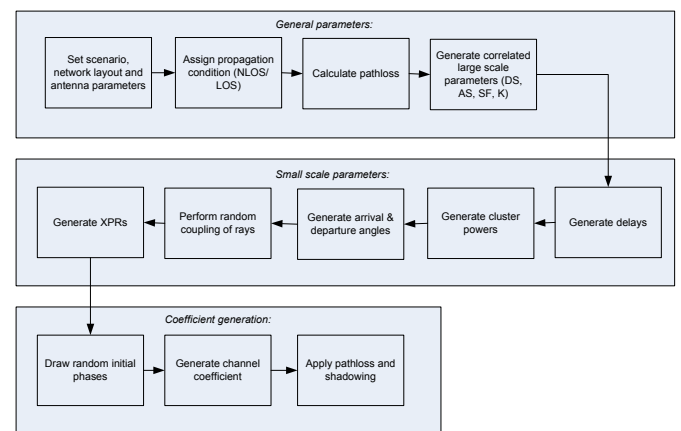 General parameters:
Set scenario,
network layout and
antenna parameters
Assign propagation
condition (NLOS/
LOS)
Calculate pathloss
Generate correlated
large scale
parameters (DS,
AS, SF, K)
Small scale parameters:
Generate XPRs
Perform random
coupling of rays
Generate arrival &
departure angles
Generate cluster
powers
Generate delays
Coefficient generation:
Draw random initial
phases
Generate channel
coefficient
Apply pathloss and
shadowing